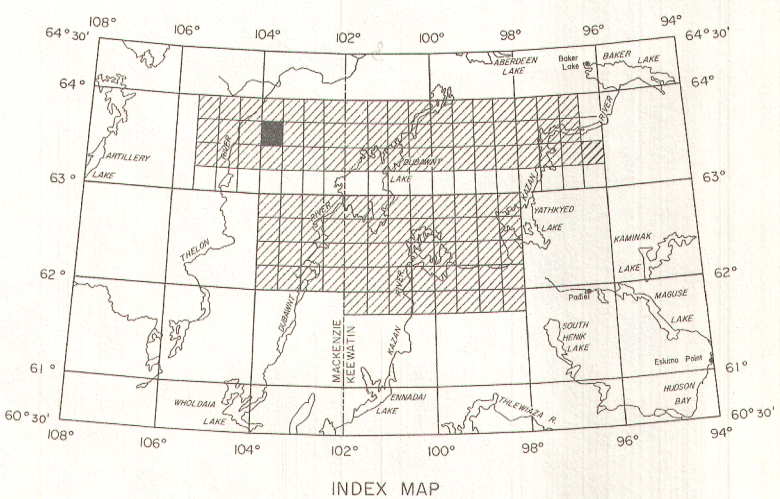 108°
106°
104°
102°
100°
98°
96°
94°
64° 30'
64° 30'
ABERDEEN
LAKE
Baker
Lake
BAKER
LAKE
64°
64°
RIVER
RIVER
ARTILLERY
LAKE
DUBAWNT
LAKE
63°
63°
KAZAN
RIVER
YATHKYED
LAKE
THELON
KAMINAK
LAKE
62°
62°
RIVER
Padlei
MAGUSE
LAKE
DUBAWNT
MACKENZIE
KEEWATIN
KAZAN
SOUTH
HENIK
LAKE
Eskimo Point
61°
61°
WHOLDAIA
LAKE
ENNADAI
LAKE
THLEWIAZA R.
HUDSON
BAY
60° 30'
60° 30'
108°
106°
104°
102°
100°
98°
96°
94°
INDEX MAP